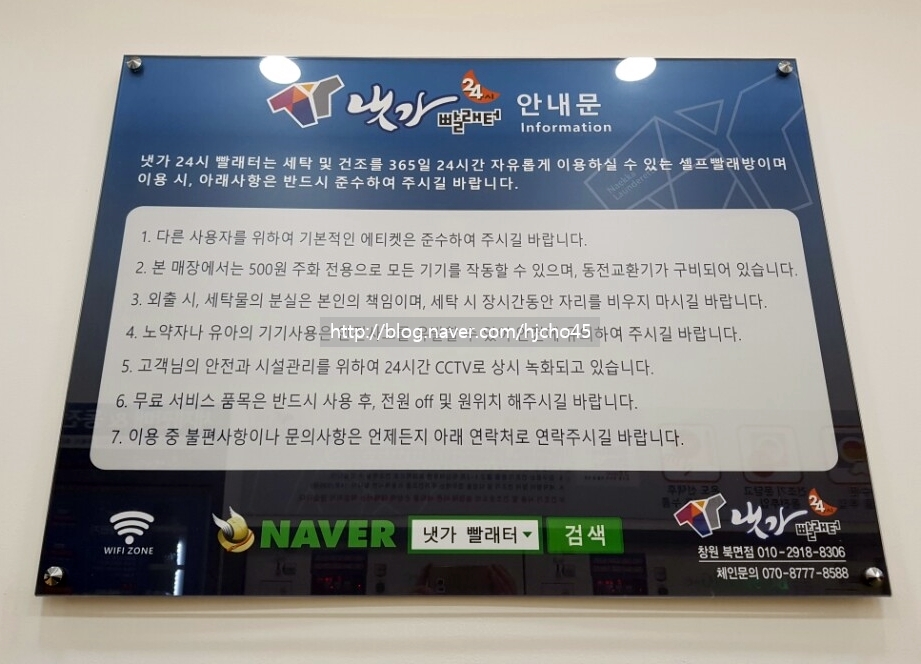 냇가 24시 빨래터 안내문
Information
냇가 24시 빨래터는 세탁 및 건조를 365일 24시간 자유롭게 이용하실 수 있는 셀프빨래방이며
이용 시, 아래사항은 반드시 준수하여 주시길 바랍니다.
1. 다른 사용자를 위하여 기본적인 에티켓은 준수하여 주시길 바랍니다.
2. 본 매장에서는 500원 주화 전용으로 모든 기기를 작동할 수 있으며, 동전교환기가 구비되어 있습니다.
3. 외출 시, 세탁물의 분실은 본인의 책임이며, 세탁 시 장시간동안 자리를 비우지 마시길 바랍니다.
4. 노약자나 유아의 기기사용은 하여 주시길 바랍니다.
http://blog.naver.com/hjcho45
5. 고객님의 안전과 시설관리를 위하여 24시간 CCTV로 상시 녹화되고 있습니다.
6. 무료 서비스 품목은 반드시 사용 후, 전원 off 및 원위치 해주시길 바랍니다.
7. 이용 중 불편사항이나 문의사항은 언제든지 아래 연락처로 연락주시길 바랍니다.
WIFI ZONE
NAVER 냇가 빨래터 검색
냇가 24시 빨래터
창원 북면점 010-2918-8306
체인문의 070-8777-8588